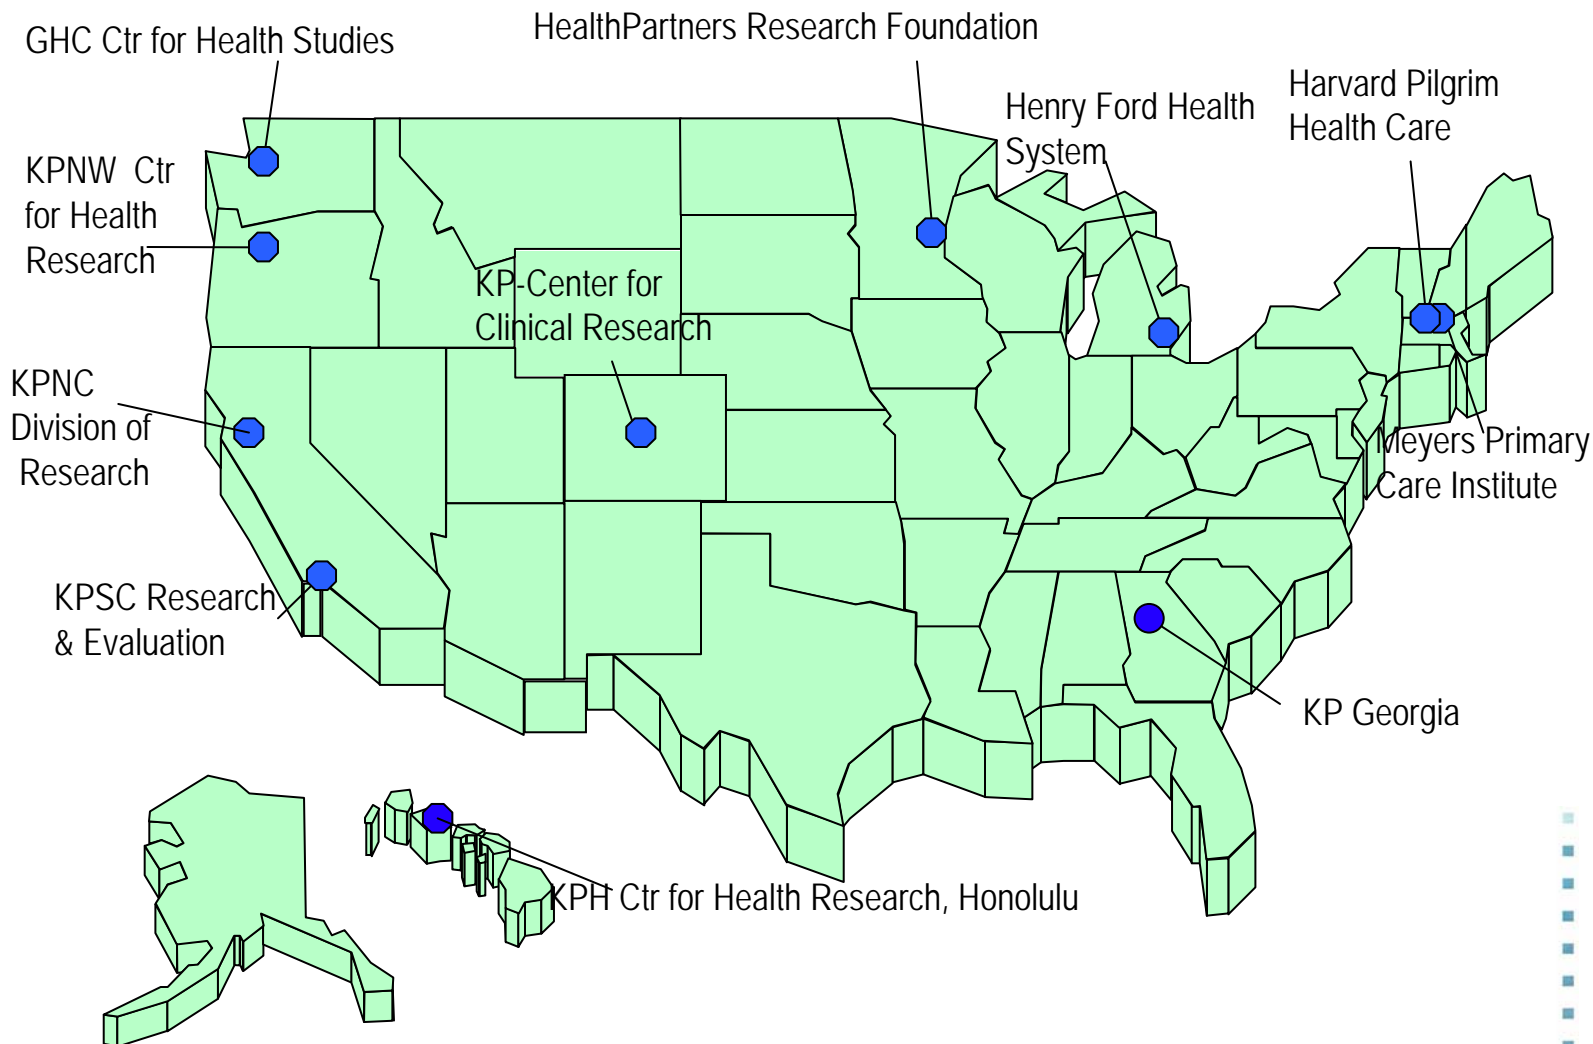 GHC Ctr for Health Studies
HealthPartners Research Foundation
Harvard Pilgrim
Health Care
Henry Ford Health
System
KPNW Ctr
for Health
Research
KP-Center for
Clinical Research
KPNC
Division of
Research
Meyers Primary
Care Institute
KPSC Research
& Evaluation
KP Georgia
KPH Ctr for Health Research, Honolulu